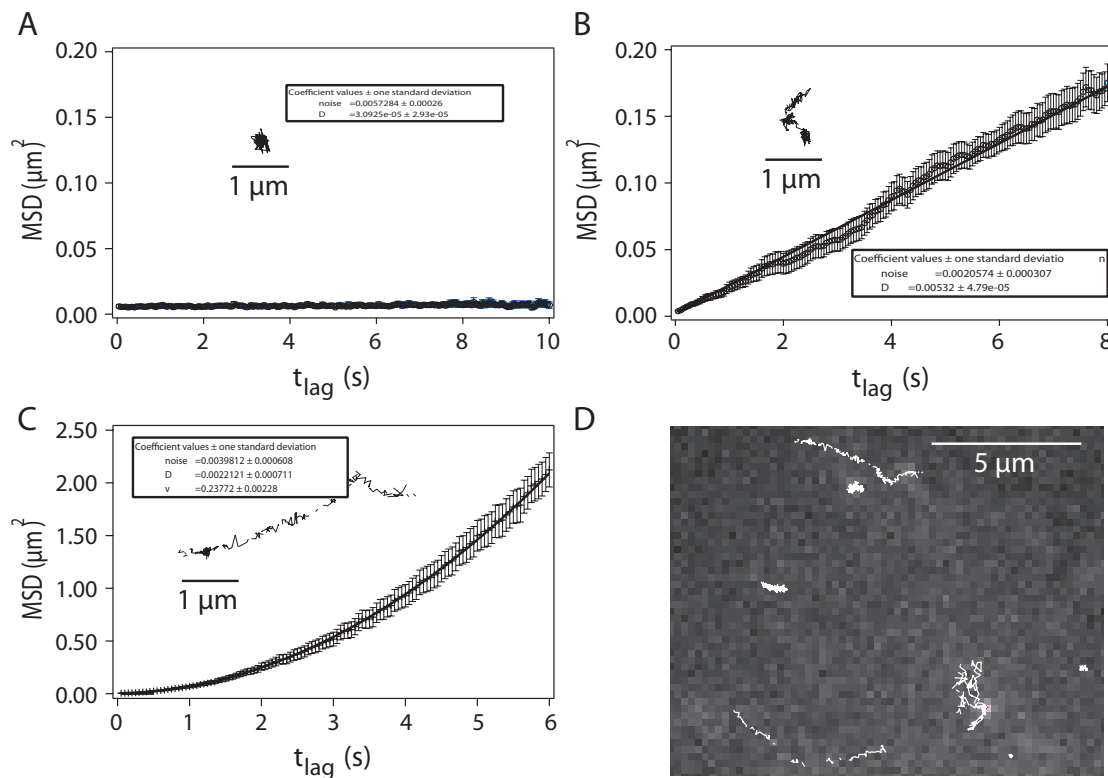 A
0.20
0.15
0.10
0.05
0.00
MSD (µm)²
Coefficient values ± one standard deviation
noise =0.0057284 ± 0.00026
D =3.0925e-05 ± 2.93e-05
1 µm
0 2 4 6 8 10
t_lag (s)
B
0.20
0.15
0.10
0.05
0.00
MSD (µm)²
1 µm
Coefficient values ± one standard deviatio n
noise =0.0020574 ± 0.000307
D =0.00532 ± 4.79e-05
0 2 4 6 8
t_lag (s)
C
2.50
2.00
1.50
1.00
0.50
0.00
MSD (µm)²
Coefficient values ± one standard deviation
noise =0.0039812 ± 0.000608
D =0.0022121 ± 0.000711
v =0.23772 ± 0.00228
1 µm
0 1 2 3 4 5 6
t_lag (s)
D
5 µm